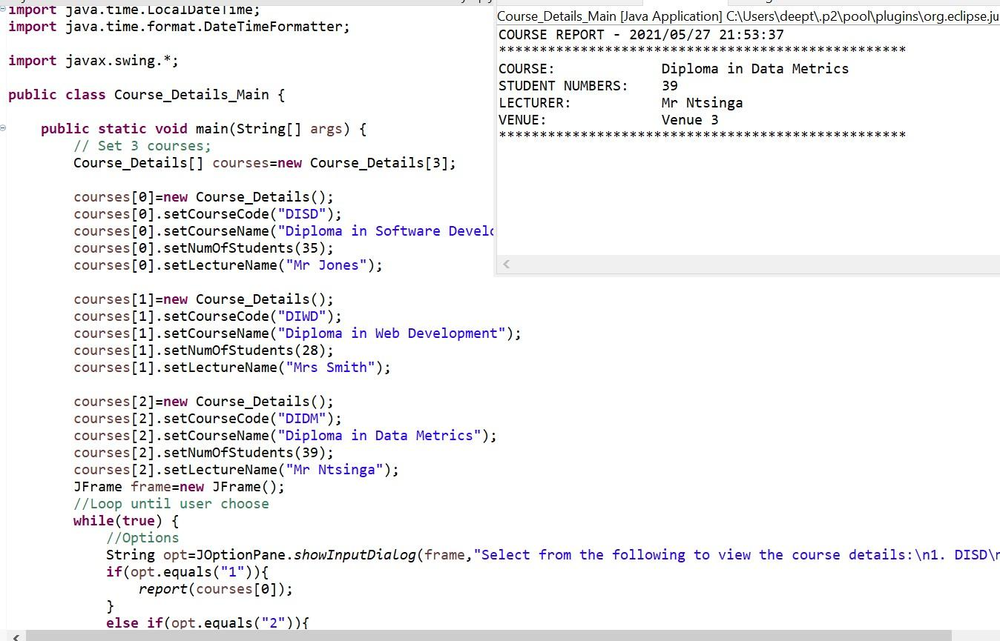 import java.time.LocalDateTime;
import java.time.format.DateTimeFormatter;
import javax.swing.*;
public class Course_Details_Main {
public static void main(String[] args) {
// Set 3 courses;
Course_Details[] courses=new Course_Details[3];
courses[0]=new Course_Details();
courses[0].setCourseCode("DISD");
courses[0].setCourseName("Diploma in Software Develo
courses[0].setNumOfStudents(35);
courses[0].setLectureName("Mr Jones");
courses[1]=new Course_Details();
courses[1].setCourseCode("DIWD");
courses[1].setCourseName("Diploma in Web Development");
courses[1].setNumOfStudents(28);
courses[1].setLectureName("Mrs Smith");
courses[2]=new Course_Details();
courses[2].setCourseCode("DIDM");
courses[2].setCourseName("Diploma in Data Metrics");
courses[2].setNumOfStudents(39);
courses[2].setLectureName("Mr Ntsinga");
JFrame frame=new JFrame();
//Loop until user choose
while(true) {
//Options
String opt=JOptionPane.showInputDialog(frame,"Select from the following to view the course details:\n1. DISD\n
if(opt.equals("1")){
report(courses[0]);
}
else if(opt.equals("2")){
Course_Details_Main [Java Application] C:\Users\deept\.p2\pool\plugins\org.eclipse.ju
COURSE REPORT - 2021/05/27 21:53:37
**************************************************
COURSE: Diploma in Data Metrics
STUDENT NUMBERS: 39
LECTURER: Mr Ntsinga
VENUE: Venue 3
**************************************************